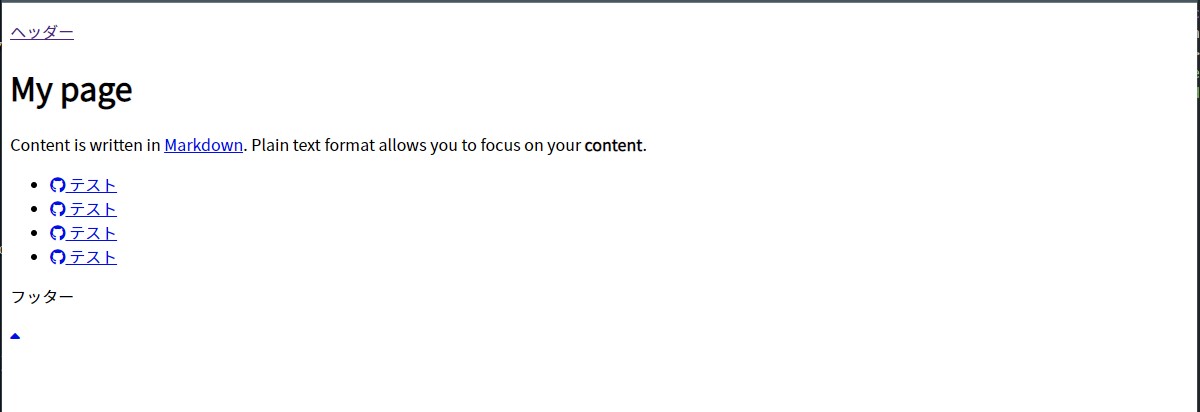 ヘッダー
My page
Content is written in Markdown. Plain text format allows you to focus on your content.
テスト
テスト
テスト
テスト
フッター